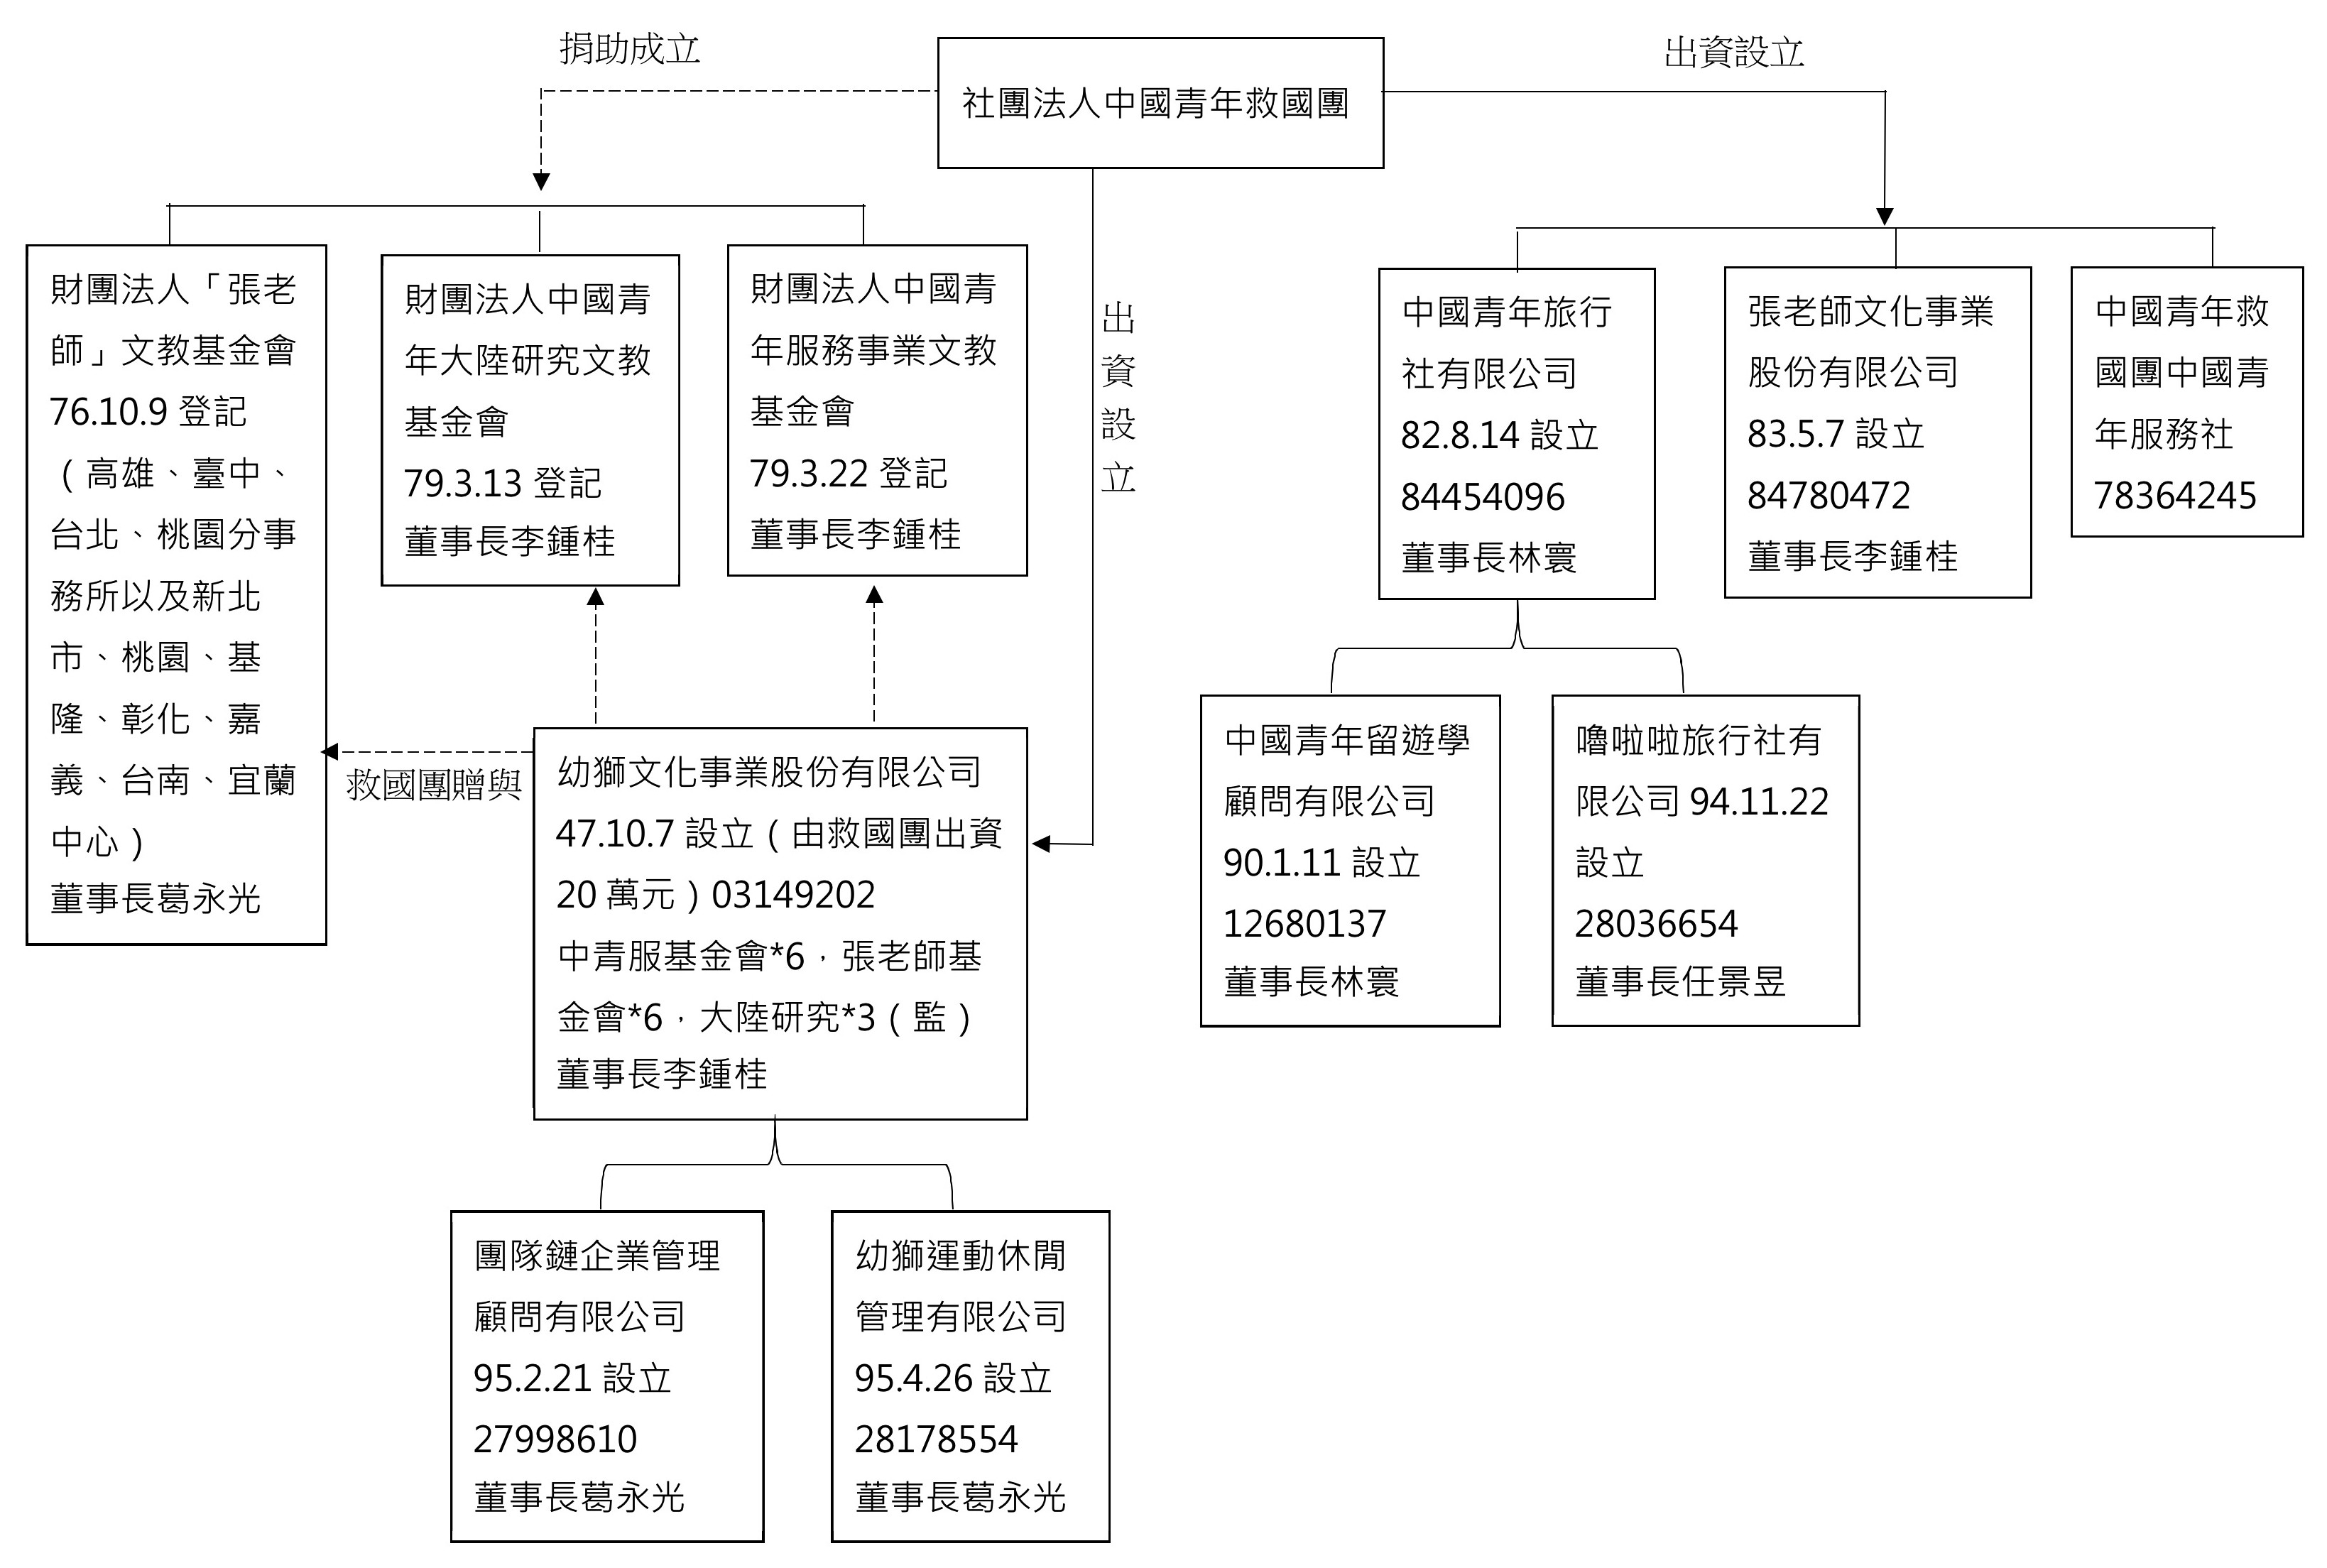 捐助成立
社團法人中國青年救國團
出資設立
財團法人「張老
師」文教基金會
76.10.9 登記
（高雄、臺中、
台北、桃園分事
務所以及新北
市、桃園、基
隆、彰化、嘉
義、台南、宜蘭
中心）
董事長葛永光
財團法人中國青
年大陸研究文教
基金會
79.3.13 登記
董事長李鍾桂
財團法人中國青
年服務事業文教
基金會
79.3.22 登記
董事長李鍾桂
出
資
設
立
中國青年旅行
社有限公司
82.8.14 設立
84454096
董事長林寰
張老師文化事業
股份有限公司
83.5.7 設立
84780472
董事長李鍾桂
中國青年救
國團中國青
年服務社
78364245
救國團贈與
幼獅文化事業股份有限公司
47.10.7 設立（由救國團出資
20 萬元）03149202
中青服基金會*6，張老師基
金會*6，大陸研究*3（監）
董事長李鍾桂
中國青年留遊學
顧問有限公司
90.1.11 設立
12680137
董事長林寰
嚕啦啦旅行社有
限公司 94.11.22
設立
28036654
董事長任景昱
團隊鏈企業管理
顧問有限公司
95.2.21 設立
27998610
董事長葛永光
幼獅運動休閒
管理有限公司
95.4.26 設立
28178554
董事長葛永光